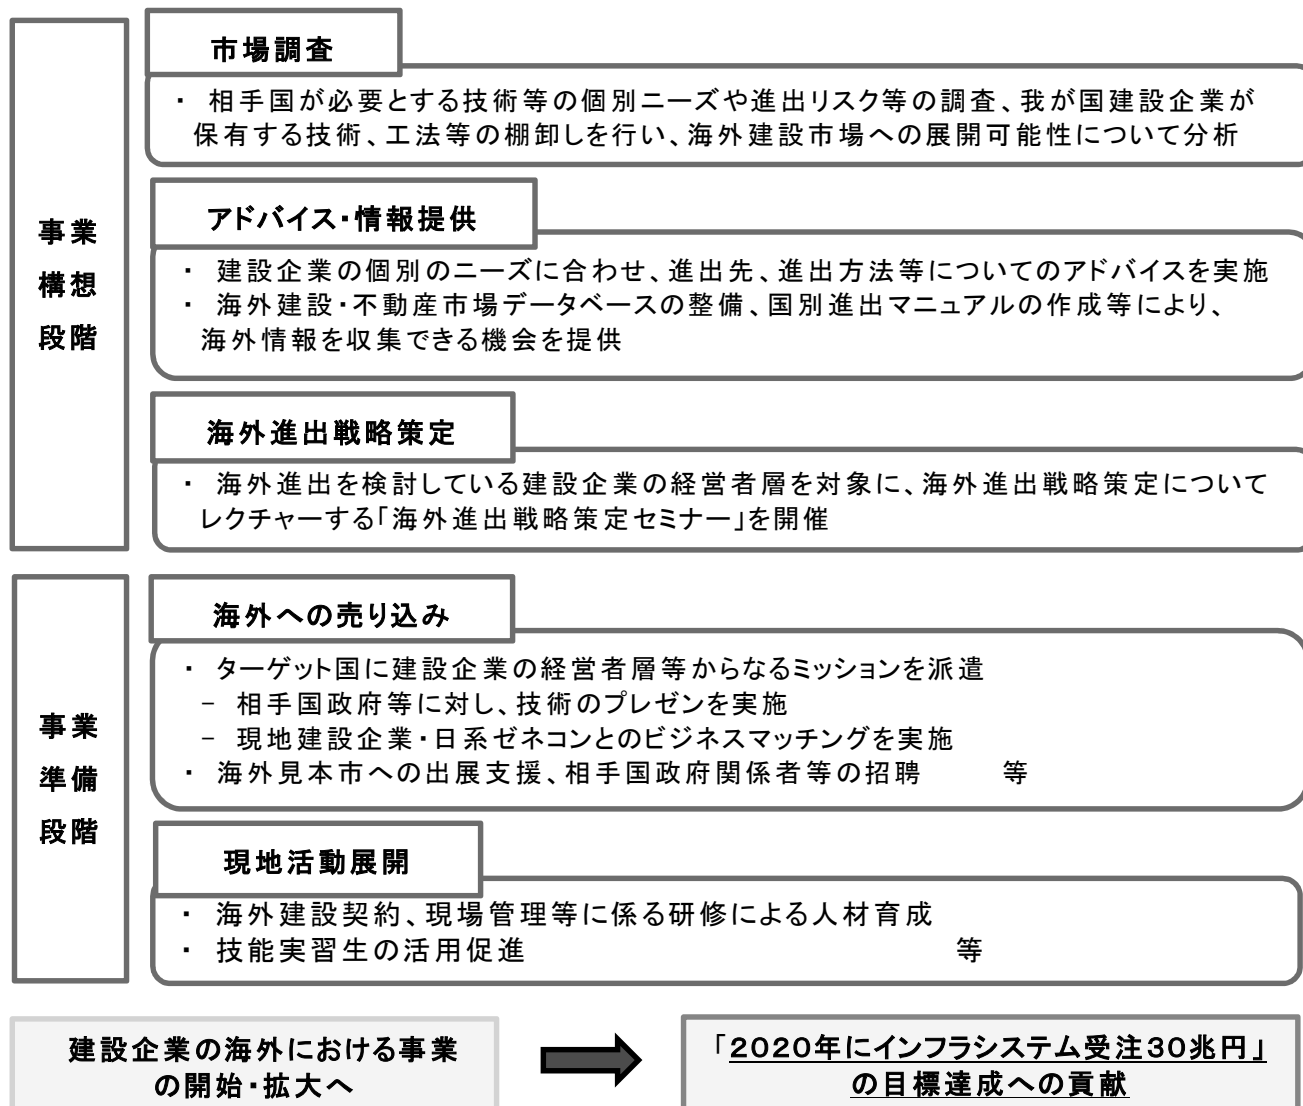 事業
構想
段階
市場調査
・ 相手国が必要とする技術等の個別ニーズや進出リスク等の調査、我が国建設企業が
保有する技術、工法等の棚卸しを行い、海外建設市場への展開可能性について分析
アドバイス・情報提供
・ 建設企業の個別のニーズに合わせ、進出先、進出方法等についてのアドバイスを実施
・ 海外建設・不動産市場データベースの整備、国別進出マニュアルの作成等により、
海外情報を収集できる機会を提供
海外進出戦略策定
・ 海外進出を検討している建設企業の経営者層を対象に、海外進出戦略策定について
レクチャーする「海外進出戦略策定セミナー」を開催
事業
準備
段階
海外への売り込み
・ ターゲット国に建設企業の経営者層等からなるミッションを派遣
－ 相手国政府等に対し、技術のプレゼンを実施
－ 現地建設企業・日系ゼネコンとのビジネスマッチングを実施
・ 海外見本市への出展支援、相手国政府関係者等の招聘　　等
現地活動展開
・ 海外建設契約、現場管理等に係る研修による人材育成
・ 技能実習生の活用促進　　等
建設企業の海外における事業
の開始・拡大へ
「２０２０年にインフラシステム受注３０兆円」
の目標達成への貢献